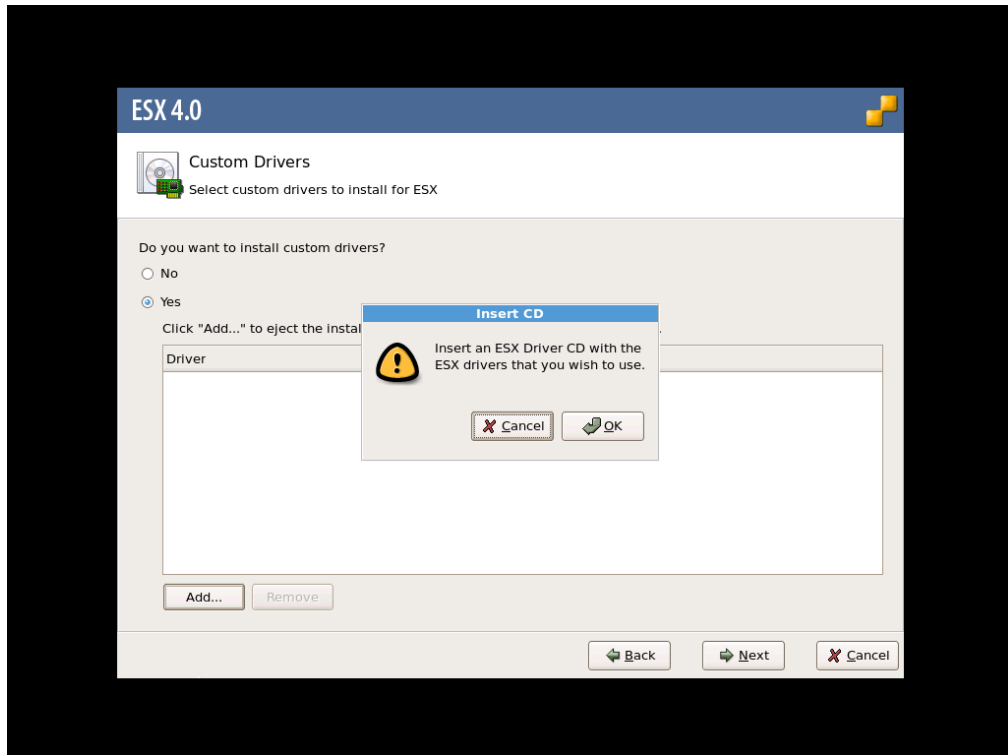 ESX 4.0
Custom Drivers
Select custom drivers to install for ESX
Do you want to install custom drivers?
No
Yes
Click "Add..." to eject the instal
.
Driver
Insert CD
Insert an ESX Driver CD with the
ESX drivers that you wish to use.
Cancel
OK
Add...
Remove
Back
Next
Cancel